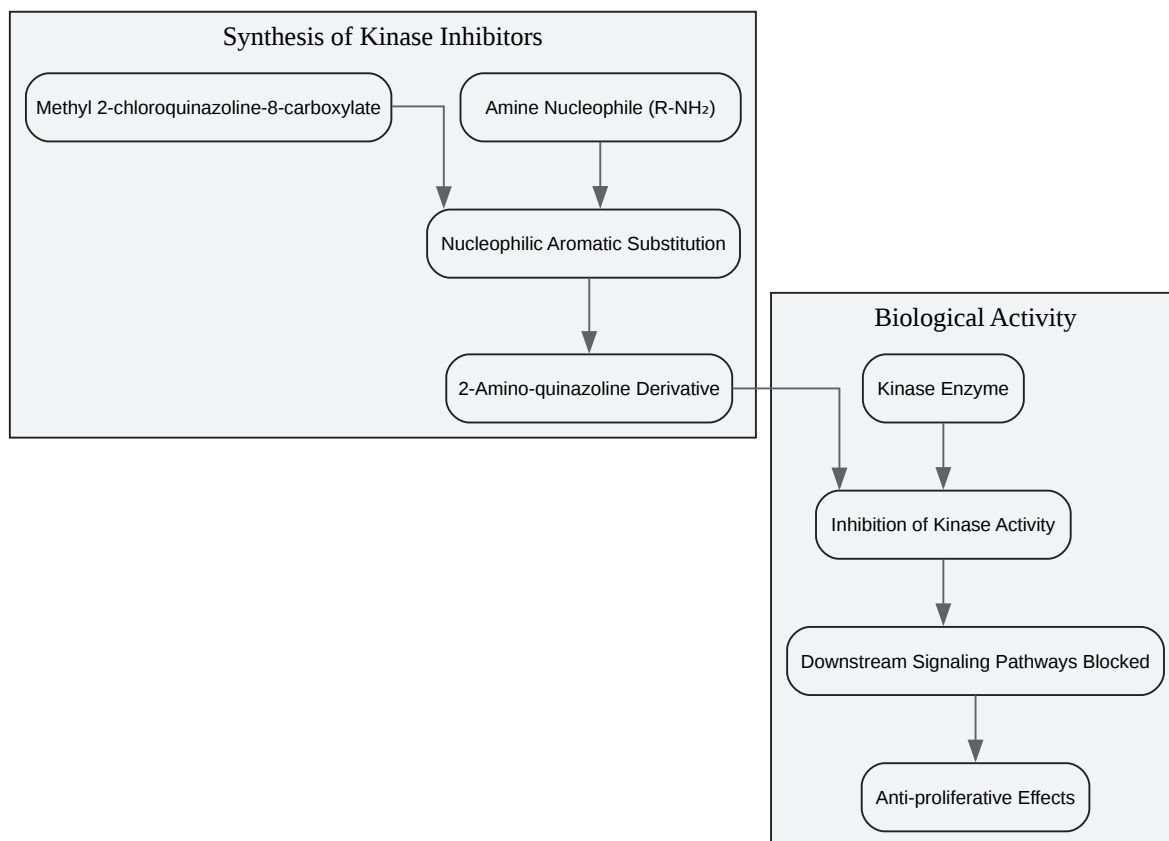 Synthesis of Kinase Inhibitors
Methyl 2-chloroquinazoline-8-carboxylate
Amine Nucleophile (R-NH₂)
Nucleophilic Aromatic Substitution
2-Amino-quinazoline Derivative
Biological Activity
Kinase Enzyme
Inhibition of Kinase Activity
Downstream Signaling Pathways Blocked
Anti-proliferative Effects